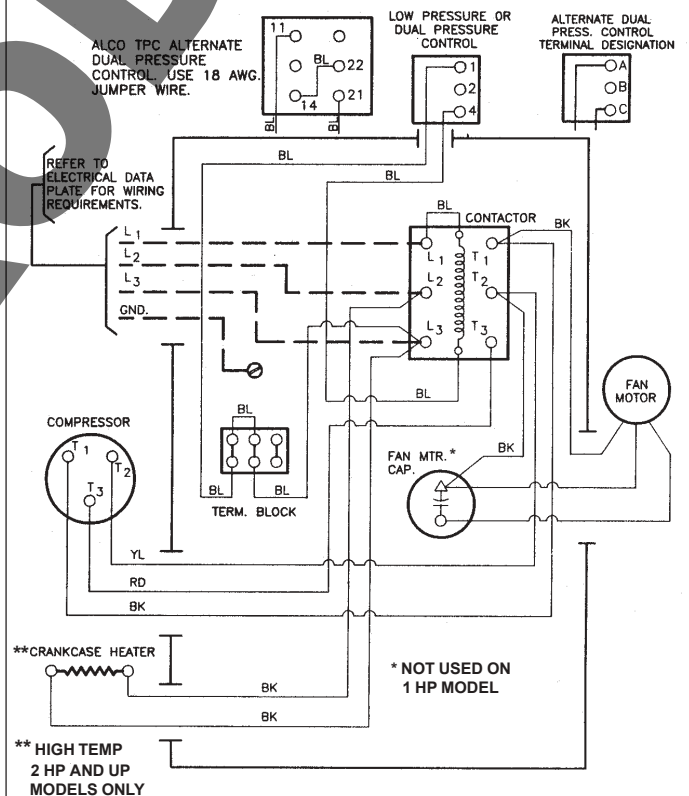 ALCO TPC ALTERNATE
DUAL PRESSURE
CONTROL. USE 18 AWG.
JUMPER WIRE.
11
BL
22
14
21
BL
BL
LOW PRESSURE OR
DUAL PRESSURE
CONTROL
1
2
4
ALTERNATE DUAL
PRESS. CONTROL
TERMINAL DESIGNATION
A
B
C
BL
BL
REFER TO
ELECTRICAL DATA
PLATE FOR WIRING
REQUIREMENTS.
L1
L2
L3
GND.
BL
CONTACTOR
BK
L1
T1
L2
T2
L3
T3
BL
FAN
MOTOR
COMPRESSOR
T1
T2
T3
BL
BL
BL
TERM. BLOCK
FAN MTR.*
CAP.
BK
YL
RD
BK
**CRANKCASE HEATER
BK
BK
* NOT USED ON
1 HP MODEL
** HIGH TEMP
2 HP AND UP
MODELS ONLY